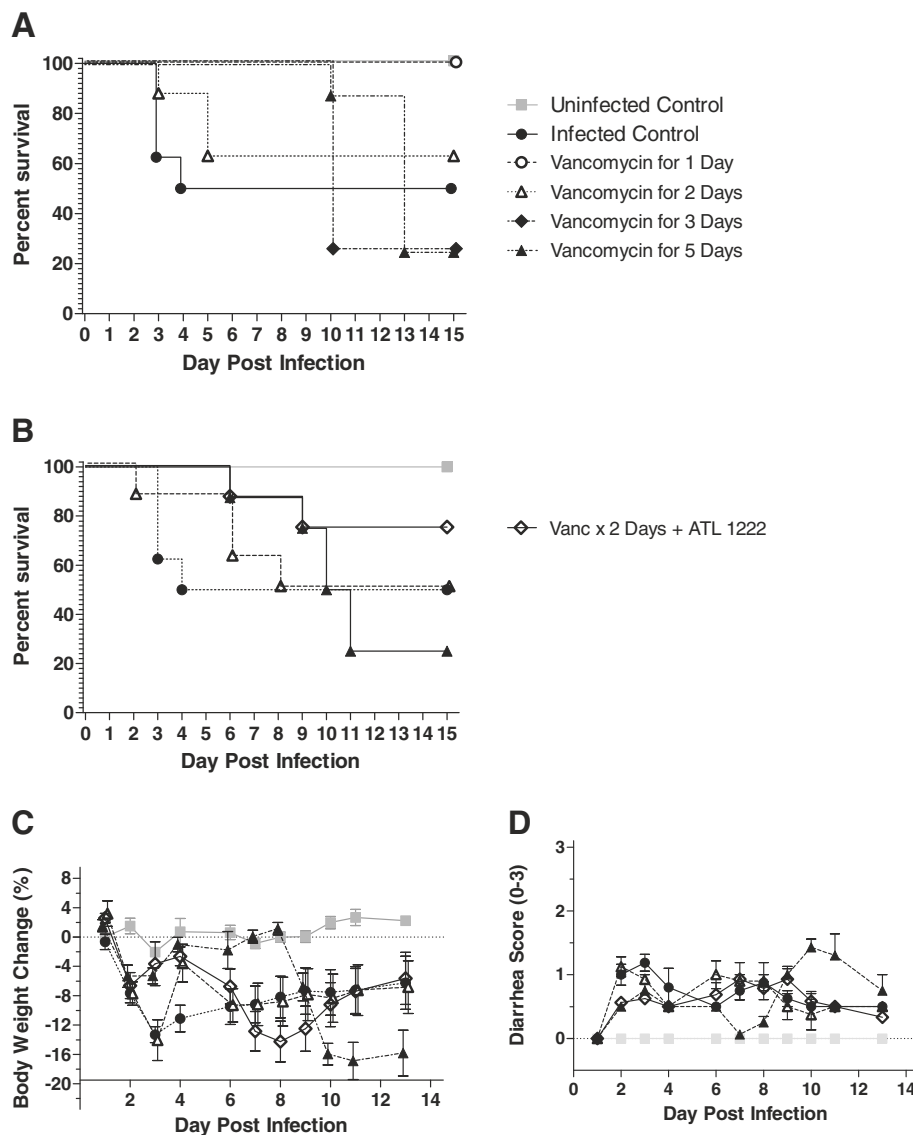 A
100
80
60
40
20
0
Percent survival
0 1 2 3 4 5 6 7 8 9 10 11 12 13 14 15
Day Post Infection
Uninfected Control
Infected Control
Vancomycin for 1 Day
Vancomycin for 2 Days
Vancomycin for 3 Days
Vancomycin for 5 Days
B
100
80
60
40
20
0
Percent survival
0 1 2 3 4 5 6 7 8 9 10 11 12 13 14 15
Day Post Infection
Vanc x 2 Days + ATL 1222
C
8
4
0
-4
-8
-12
-16
-20
Body Weight Change (%)
2 4 6 8 10 12 14
Day Post Infection
D
3
2
1
0
Diarrhea Score (0-3)
0 2 4 6 8 10 12 14
Day Post Infection